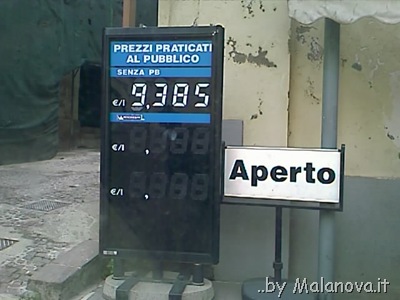 PREZZI PRATICATI
AL PUBBLICO
SENZA PB
€/l 9,385
€/l ,
€/l ,
Aperto
..by Malanova.it